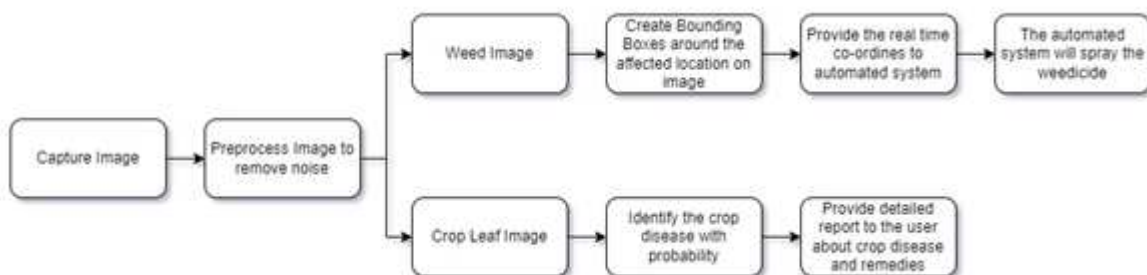 Weed Image
Create Bounding
Boxes around the
affected location on
image
Provide the real time
co-ordines to
automated system
The automated
system will spray the
weedicide
Capture Image
Preprocess Image to
remove noise
Crop Leaf Image
Identify the crop
disease with
probability
Provide detailed
report to the user
about crop disease
and remedies